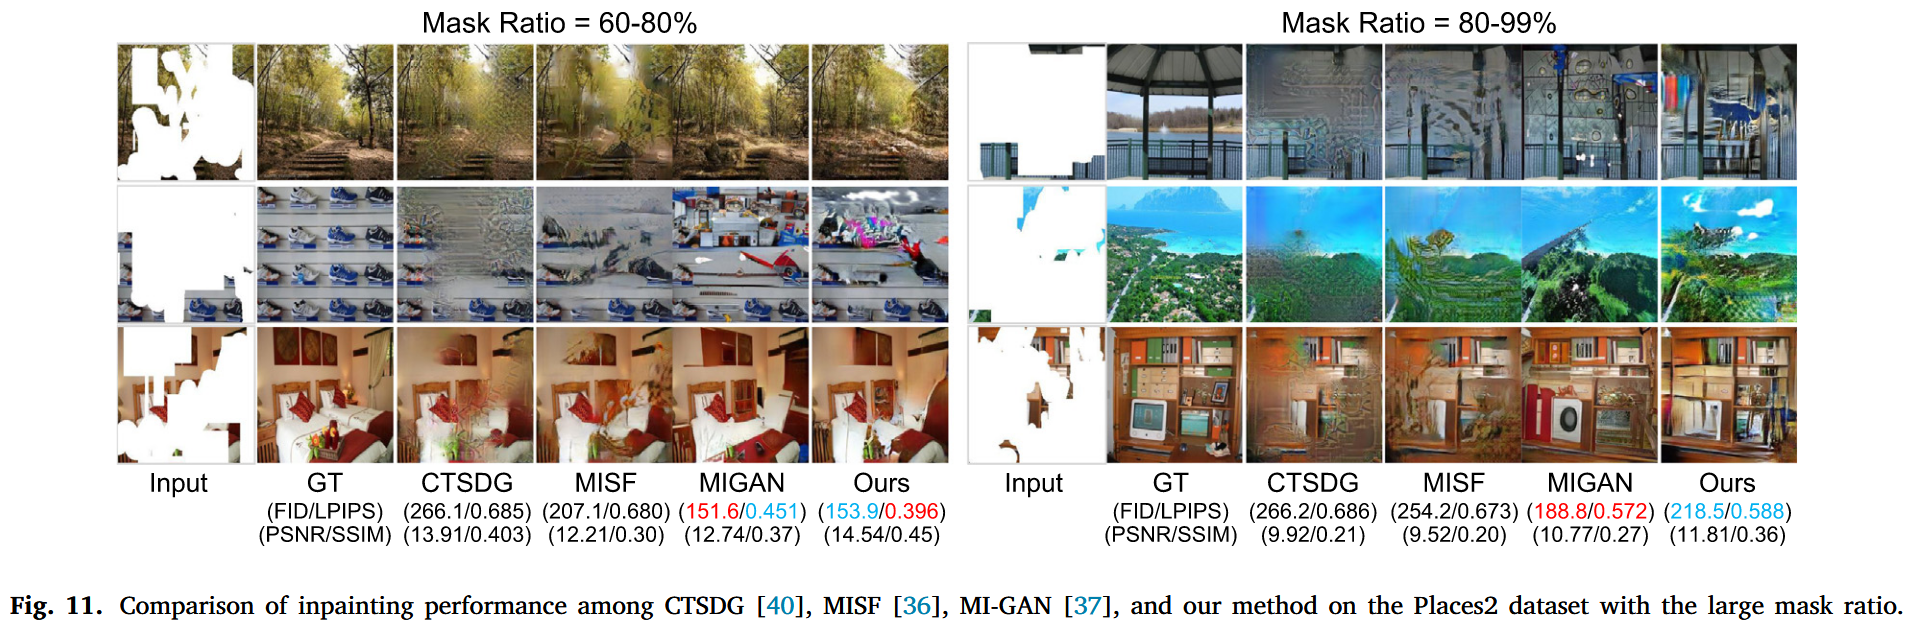 Mask Ratio = 60-80%
Mask Ratio = 80-99%
Input GT CTSDG MISF MIGAN Ours
(FID/LPIPS) (266.1/0.685) (207.1/0.680) (151.6/0.451) (153.9/0.396)
(PSNR/SSIM) (13.91/0.403) (12.21/0.30) (12.74/0.37) (14.54/0.45)
Input GT CTSDG MISF MIGAN Ours
(FID/LPIPS) (266.2/0.686) (254.2/0.673) (188.8/0.572) (218.5/0.588)
(PSNR/SSIM) (9.92/0.21) (9.52/0.20) (10.77/0.27) (11.81/0.36)
Fig. 11. Comparison of inpainting performance among CTSDG [40], MISF [36], MI-GAN [37], and our method on the Places2 dataset with the large mask ratio.